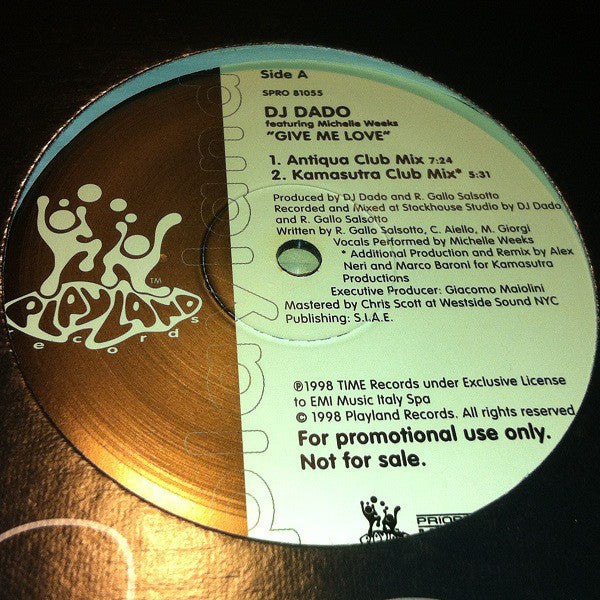 Side A
SPRO 81055
DJ DADO
featuring Michelle Weeks
"GIVE ME LOVE"
1. Antiqua Club Mix 7:24
2. Kamasutra Club Mix* 5:31
Produced by DJ Dado and R. Gallo Salsotto
Recorded and Mixed at Stockhouse Studio by DJ Dado
and R. Gallo Salsotto
Written by R. Gallo Salsotto, C. Aiello, M. Giorgi
Vocals Performed by Michelle Weeks
* Additional Production and Remix by Alex
Neri and Marco Baroni for Kamasutra
Productions
Executive Producer: Giacomo Maiolini
Mastered by Chris Scott at Westside Sound NYC
Publishing: S.I.A.E.
℗1998 TIME Records under Exclusive License
to EMI Music Italy Spa
© 1998 Playland Records. All rights reserved
For promotional use only.
Not for sale.
PLAYLAND
records
TM
playland
PLAYLAND